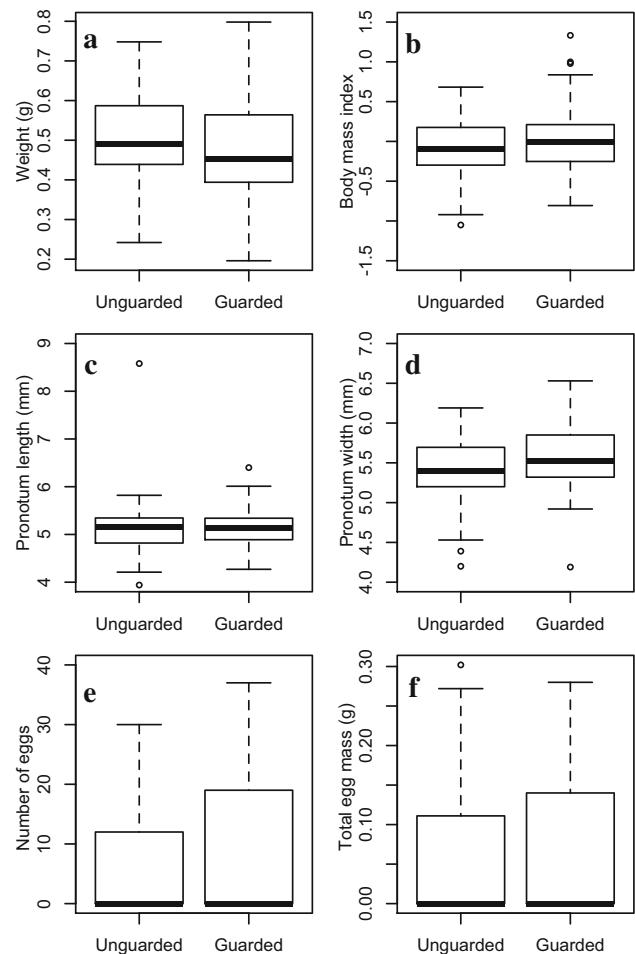 a
Weight (g)
0.8
0.7
0.6
0.5
0.4
0.3
0.2
Unguarded Guarded
b
Body mass index
1.5
0.5
-0.5
-1.5
Unguarded Guarded
c
Pronotum length (mm)
9
8
7
6
5
4
Unguarded Guarded
d
Pronotum width (mm)
7.0
6.5
6.0
5.5
5.0
4.5
4.0
Unguarded Guarded
e
Number of eggs
40
30
20
10
0
Unguarded Guarded
f
Total egg mass (g)
0.30
0.20
0.10
0.00
Unguarded Guarded